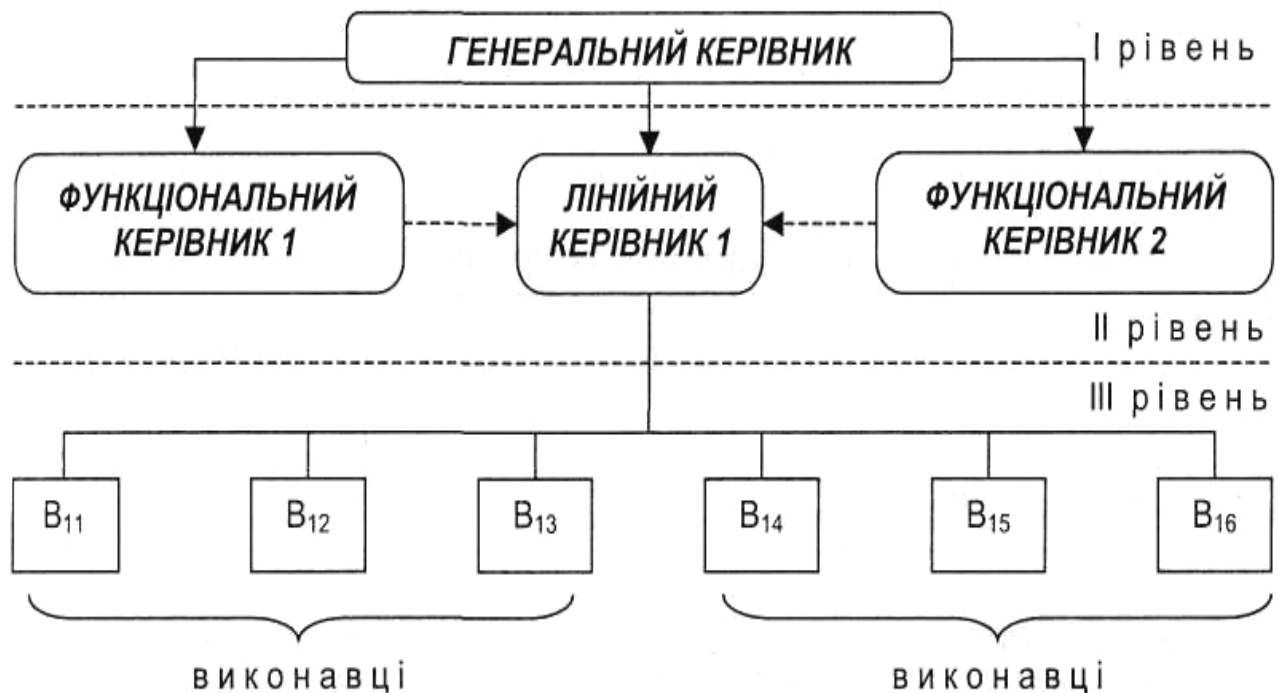 ГЕНЕРАЛЬНИЙ КЕРІВНИК
І рівень
ФУНКЦІОНАЛЬНИЙ
КЕРІВНИК 1
ЛІНІЙНИЙ
КЕРІВНИК 1
ФУНКЦІОНАЛЬНИЙ
КЕРІВНИК 2
ІІ рівень
ІІІ рівень
В₁₁
В₁₂
В₁₃
В₁₄
В₁₅
В₁₆
виконавці
виконавці